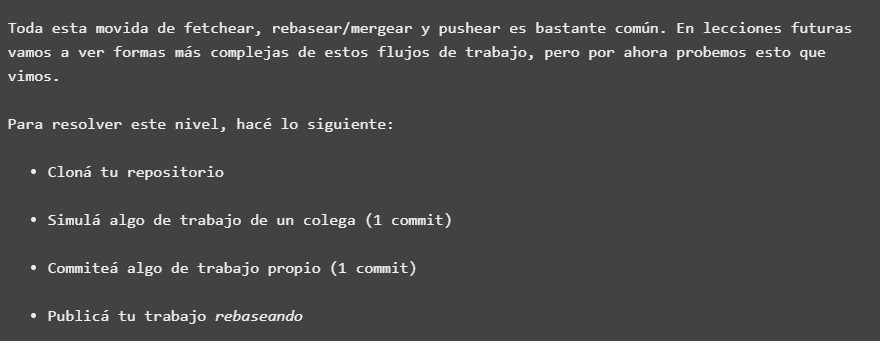 Toda esta movida de fetchear, rebasear/mergear y pushear es bastante común. En lecciones futuras
vamos a ver formas más complejas de estos flujos de trabajo, pero por ahora probemos esto que
vimos.
Para resolver este nivel, hacé lo siguiente:
• Cloná tu repositorio
• Simulá algo de trabajo de un colega (1 commit)
• Commiteá algo de trabajo propio (1 commit)
• Publicá tu trabajo rebaseando